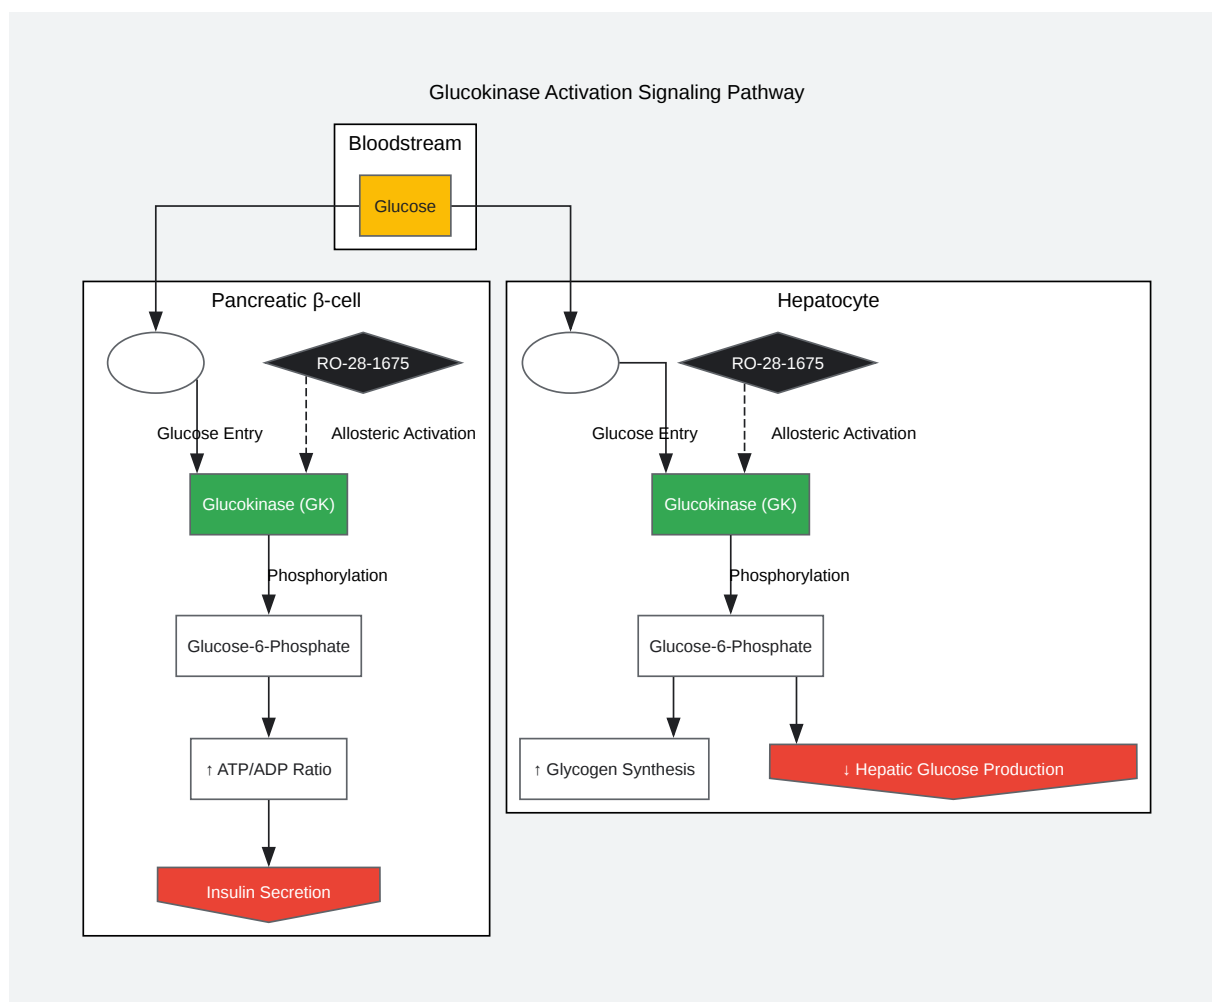 Glucokinase Activation Signaling Pathway
Bloodstream
Glucose
Pancreatic β-cell
RO-28-1675
Glucose Entry
Allosteric Activation
Glucokinase (GK)
Phosphorylation
Glucose-6-Phosphate
↑ ATP/ADP Ratio
Insulin Secretion
Hepatocyte
RO-28-1675
Glucose Entry
Allosteric Activation
Glucokinase (GK)
Phosphorylation
Glucose-6-Phosphate
↑ Glycogen Synthesis
↓ Hepatic Glucose Production